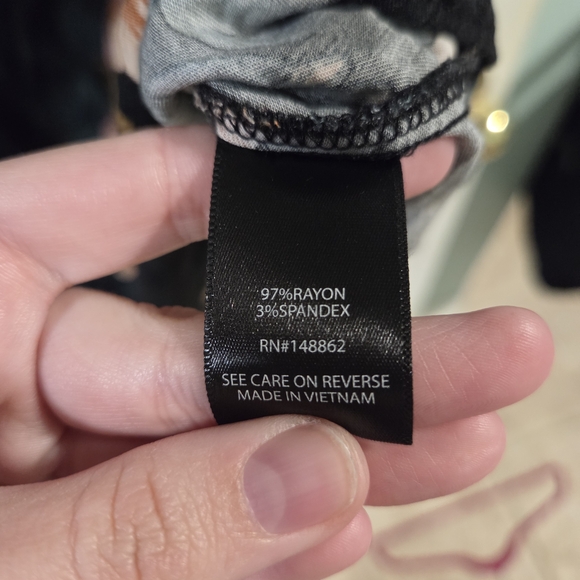 97%RAYON
3%SPANDEX
RN#148862
SEE CARE ON REVERSE
MADE IN VIETNAM